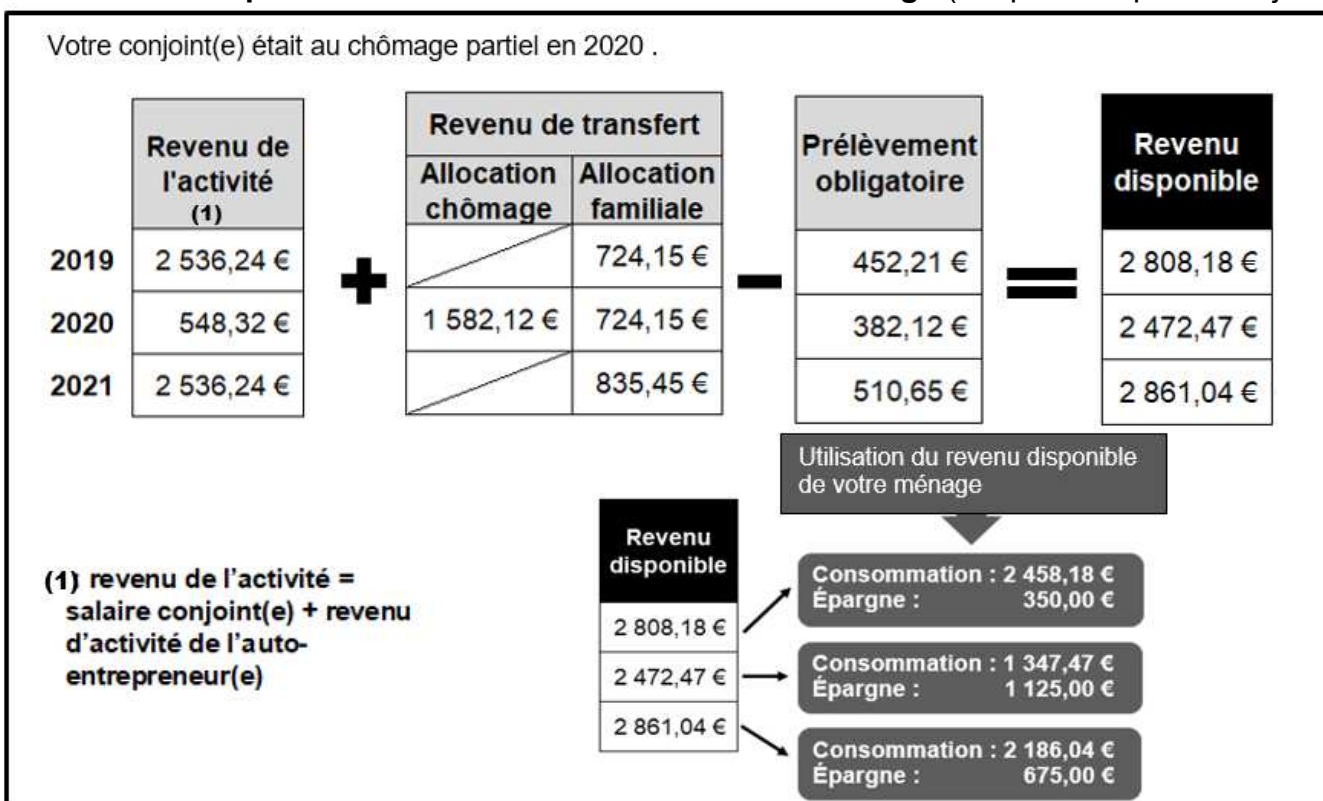 Votre conjoint(e) était au chômage partiel en 2020 .
Revenu de
l'activité
(1)
Revenu de transfert
Allocation
chômage
Allocation
familiale
Prélèvement
obligatoire
Revenu
disponible
2019 2 536,24 € + 724,15 € - 452,21 € = 2 808,18 €
2020 548,32 € 1 582,12 € 724,15 € 382,12 € 2 472,47 €
2021 2 536,24 € 835,45 € 510,65 € 2 861,04 €
Utilisation du revenu disponible
de votre ménage
(1) revenu de l'activité =
salaire conjoint(e) + revenu
d'activité de l'auto-
entrepreneur(e)
Revenu
disponible
2 808,18 €
2 472,47 €
2 861,04 €
Consommation : 2 458,18 €
Épargne : 350,00 €
Consommation : 1 347,47 €
Épargne : 1 125,00 €
Consommation : 2 186,04 €
Épargne : 675,00 €